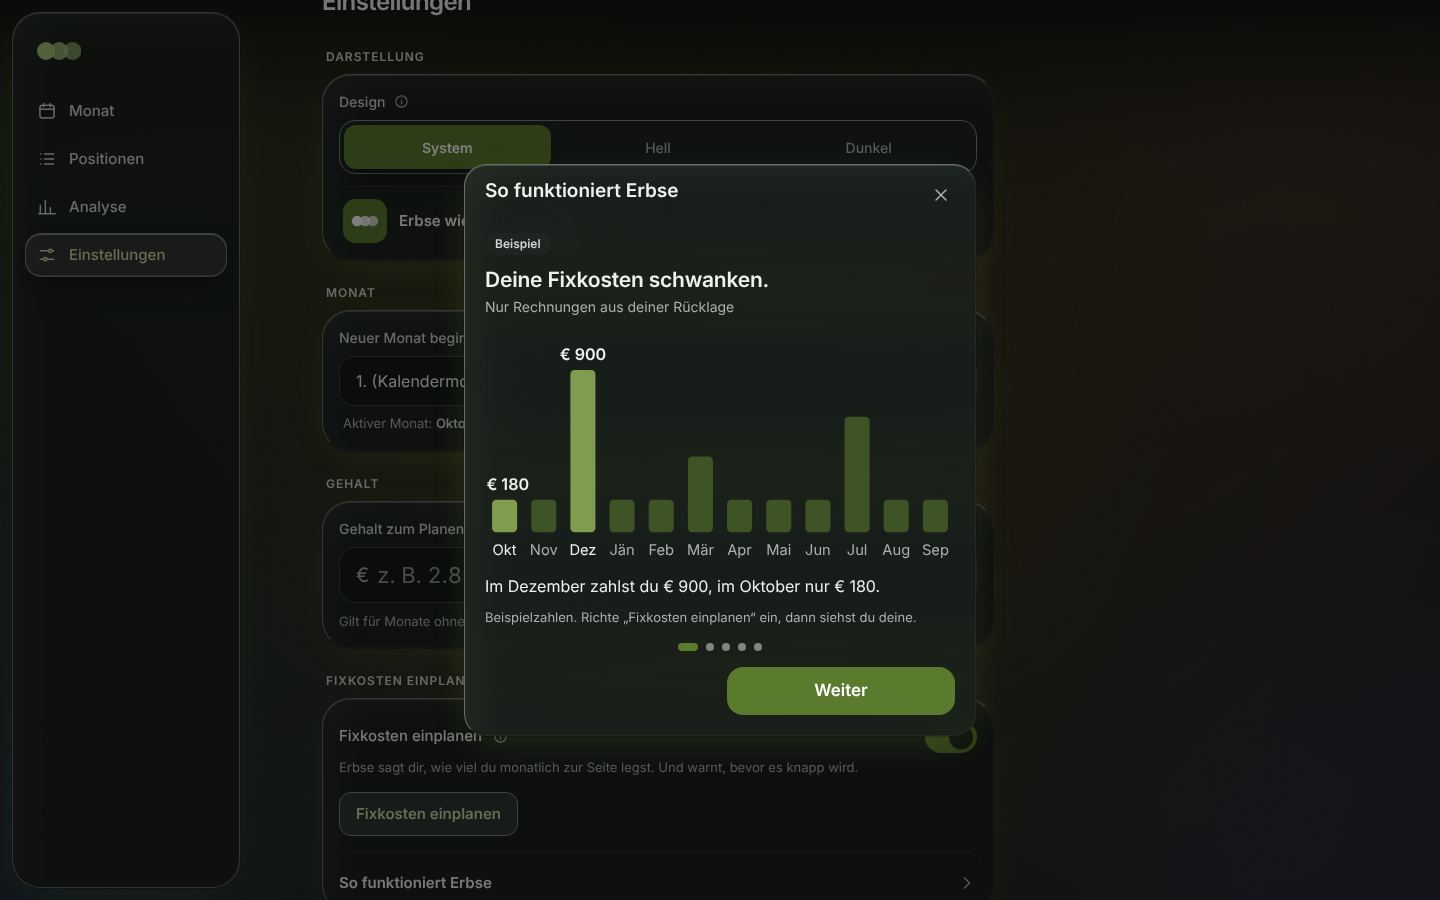 Einstellungen
Monat
Positionen
Analyse
Einstellungen
DARSTELLUNG
Design
System
Hell
Dunkel
Erbse
MONAT
Neuer Monat
1.
Aktiver Monat:
GEHALT
Gehalt zum Planen
€ z. B. 2.8
Gilt für Monate ohne
FIXKOSTEN
Fixkosten einplanen
Erbse sagt dir, wie viel du monatlich zur Seite legst. Und warnt, bevor es knapp wird.
Fixkosten einplanen
So funktioniert Erbse
So funktioniert Erbse
Beispiel
Deine Fixkosten schwanken.
Nur Rechnungen aus deiner Rücklage
€ 900
€ 180
Okt Nov Dez Jän Feb Mär Apr Mai Jun Jul Aug Sep
Im Dezember zahlst du € 900, im Oktober nur € 180.
Beispielzahlen. Richte „Fixkosten einplanen“ ein, dann siehst du deine.
Weiter